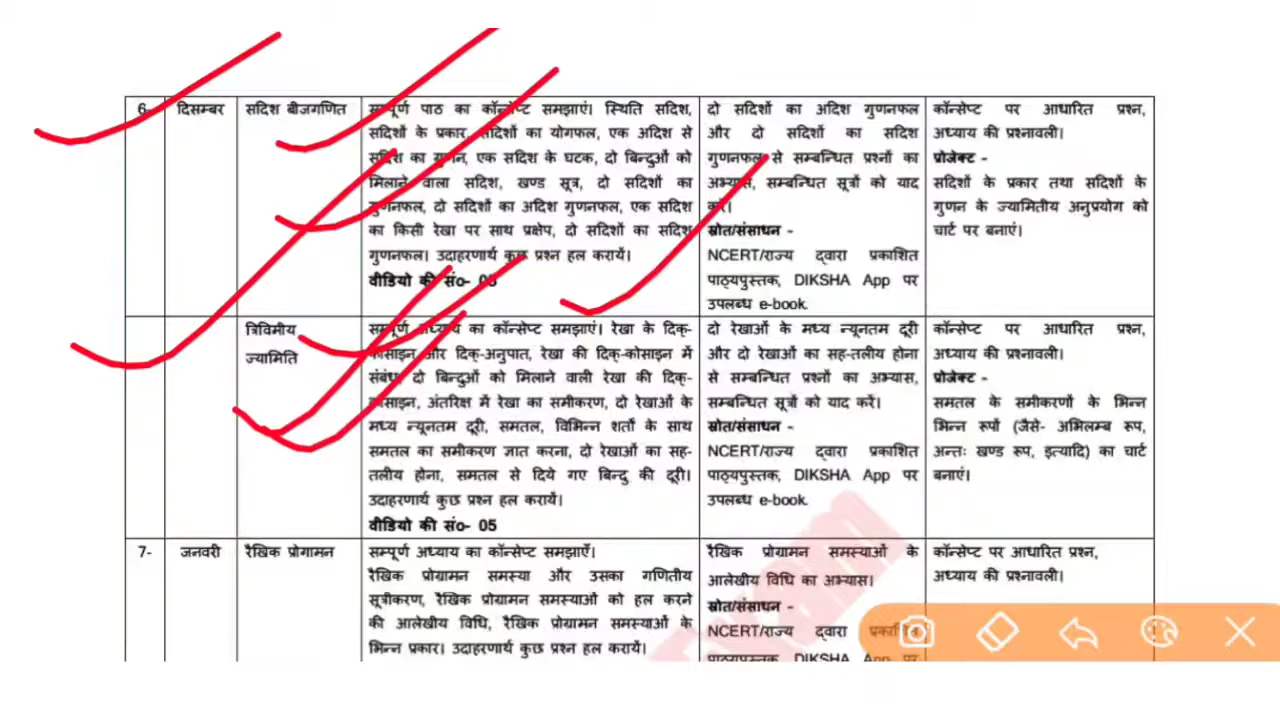 6- दिसम्बर सदिश बीजगणित
सम्पूर्ण पाठ का कॉन्सेप्ट समझाएं। स्थिति सदिश,
सदिशों के प्रकार, सदिशों का योगफल, एक अदिश से
सदिश का गुणन, एक सदिश के घटक, दो बिन्दुओं को
मिलाने वाला सदिश, खण्ड सूत्र, दो सदिशों का
गुणनफल, दो सदिशों का अदिश गुणनफल, एक सदिश
का किसी रेखा पर साथ प्रक्षेप, दो सदिशों का सदिश
गुणनफल। उदाहरणार्थ कुछ प्रश्न हल करायें।
वीडियो की सं०- 05
दो सदिशों का अदिश गुणनफल
और दो सदिशों का सदिश
गुणनफल से सम्बन्धित प्रश्नों का
अभ्यास, सम्बन्धित सूत्रों को याद
करें।
स्रोत/संसाधन -
NCERT/राज्य द्वारा प्रकाशित
पाठ्यपुस्तक, DIKSHA App पर
उपलब्ध e-book.
कॉन्सेप्ट पर आधारित प्रश्न,
अध्याय की प्रश्नावली।
प्रोजेक्ट -
सदिशों के प्रकार तथा सदिशों के
गुणन के ज्यामितीय अनुप्रयोग को
चार्ट पर बनाएं।
त्रिविमीय
ज्यामिति
सम्पूर्ण अध्याय का कॉन्सेप्ट समझाएं। रेखा के दिक्-
कोसाइन और दिक्-अनुपात, रेखा की दिक्-कोसाइन में
संबंध, दो बिन्दुओं को मिलाने वाली रेखा की दिक्-
कोसाइन, अंतरिक्ष में रेखा का समीकरण, दो रेखाओं के
मध्य न्यूनतम दूरी, समतल, विभिन्न शर्तों के साथ
समतल का समीकरण ज्ञात करना, दो रेखाओं का सह-
तलीय होना, समतल से दिये गए बिन्दु की दूरी।
उदाहरणार्थ कुछ प्रश्न हल करायें।
वीडियो की सं०- 05
दो रेखाओं के मध्य न्यूनतम दूरी
और दो रेखाओं का सह-तलीय होना
से सम्बन्धित प्रश्नों का अभ्यास,
सम्बन्धित सूत्रों को याद करें।
स्रोत/संसाधन -
NCERT/राज्य द्वारा प्रकाशित
पाठ्यपुस्तक, DIKSHA App पर
उपलब्ध e-book.
कॉन्सेप्ट पर आधारित प्रश्न,
अध्याय की प्रश्नावली।
प्रोजेक्ट -
समतल के समीकरणों के भिन्न
भिन्न रूपों (जैसे- अभिलम्ब रूप,
अन्तः खण्ड रूप, इत्यादि) का चार्ट
बनाएं।
7- जनवरी रैखिक प्रोगामन
सम्पूर्ण अध्याय का कॉन्सेप्ट समझाएँ।
रैखिक प्रोग्रामन समस्या और उसका गणितीय
सूत्रीकरण, रैखिक प्रोग्रामन समस्याओं को हल करने
की आलेखीय विधि, रैखिक प्रोग्रामन समस्याओं के
भिन्न प्रकार। उदाहरणार्थ कुछ प्रश्न हल करायें।
रैखिक प्रोग्रामन समस्याओं के
आलेखीय विधि का अभ्यास।
स्रोत/संसाधन -
NCERT/राज्य द्वारा प्रकाशित,
पाठ्यपुस्तक, DIKSHA App पर
कॉन्सेप्ट पर आधारित प्रश्न,
अध्याय की प्रश्नावली।